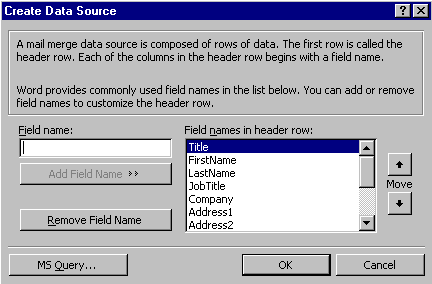 Create Data Source
A mail merge data source is composed of rows of data. The first row is called the
header row. Each of the columns in the header row begins with a field name.
Word provides commonly used field names in the list below. You can add or remove
field names to customize the header row.
Field name:
Field names in header row:
Add Field Name >>
Remove Field Name
Title
FirstName
LastName
JobTitle
Company
Address1
Address2
Move
MS Query...
OK
Cancel